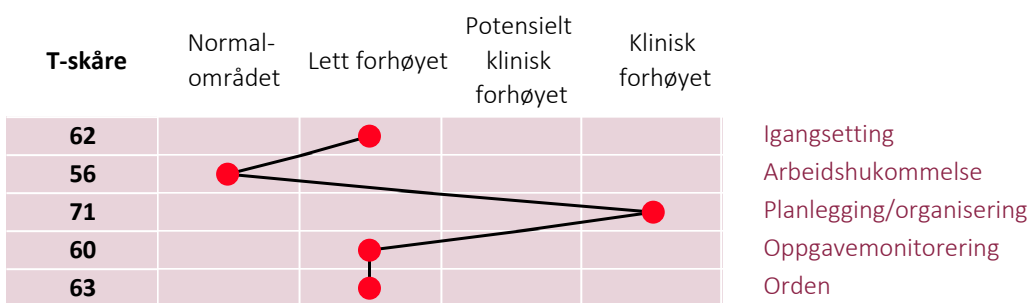 T-skåre
Normal-
området
Lett forhøyet
Potensielt
klinisk
forhøyet
Klinisk
forhøyet
62 Igangsetting
56 Arbeidshukommelse
71 Planlegging/organisering
60 Oppgavemonitorering
63 Orden